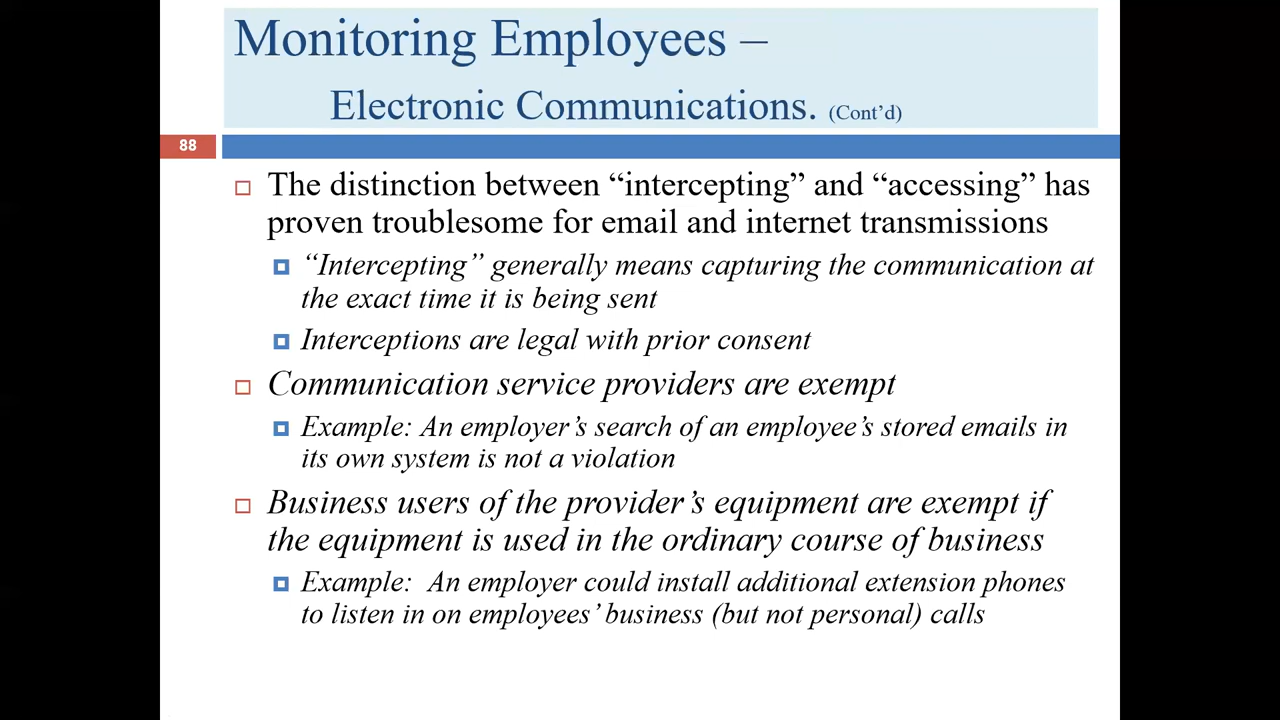 Monitoring Employees –
Electronic Communications. (Cont’d)
88
The distinction between “intercepting” and “accessing” has
proven troublesome for email and internet transmissions
“Intercepting” generally means capturing the communication at
the exact time it is being sent
Interceptions are legal with prior consent
Communication service providers are exempt
Example: An employer’s search of an employee’s stored emails in
its own system is not a violation
Business users of the provider’s equipment are exempt if
the equipment is used in the ordinary course of business
Example:  An employer could install additional extension phones
to listen in on employees’ business (but not personal) calls